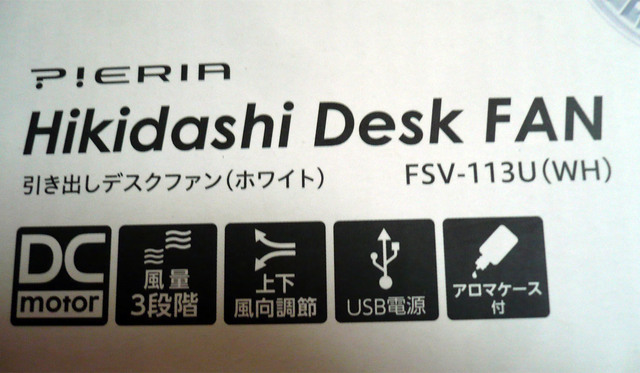 P!ERIA
Hikidashi Desk FAN
引き出しデスクファン(ホワイト) FSV-113U(WH)
DC
motor
風量
3段階
上下
風向調節
USB電源
アロマケース
付